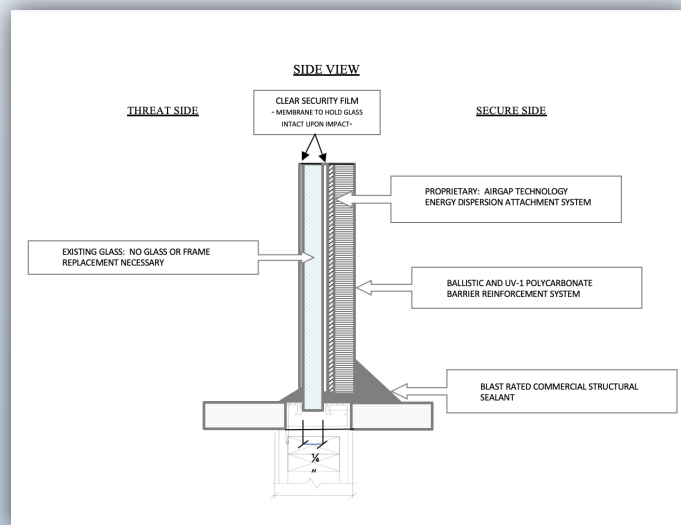 SIDE VIEW
THREAT SIDE
CLEAR SECURITY FILM
- MEMBRANE TO HOLD GLASS
INTACT UPON IMPACT-
SECURE SIDE
PROPRIETARY: AIRGAP TECHNOLOGY
ENERGY DISPERSION ATTACHMENT SYSTEM
EXISTING GLASS: NO GLASS OR FRAME
REPLACEMENT NECESSARY
BALLISTIC AND UV-1 POLYCARBONATE
BARRIER REINFORCEMENT SYSTEM
BLAST RATED COMMERCIAL STRUCTURAL
SEALANT
¼
"